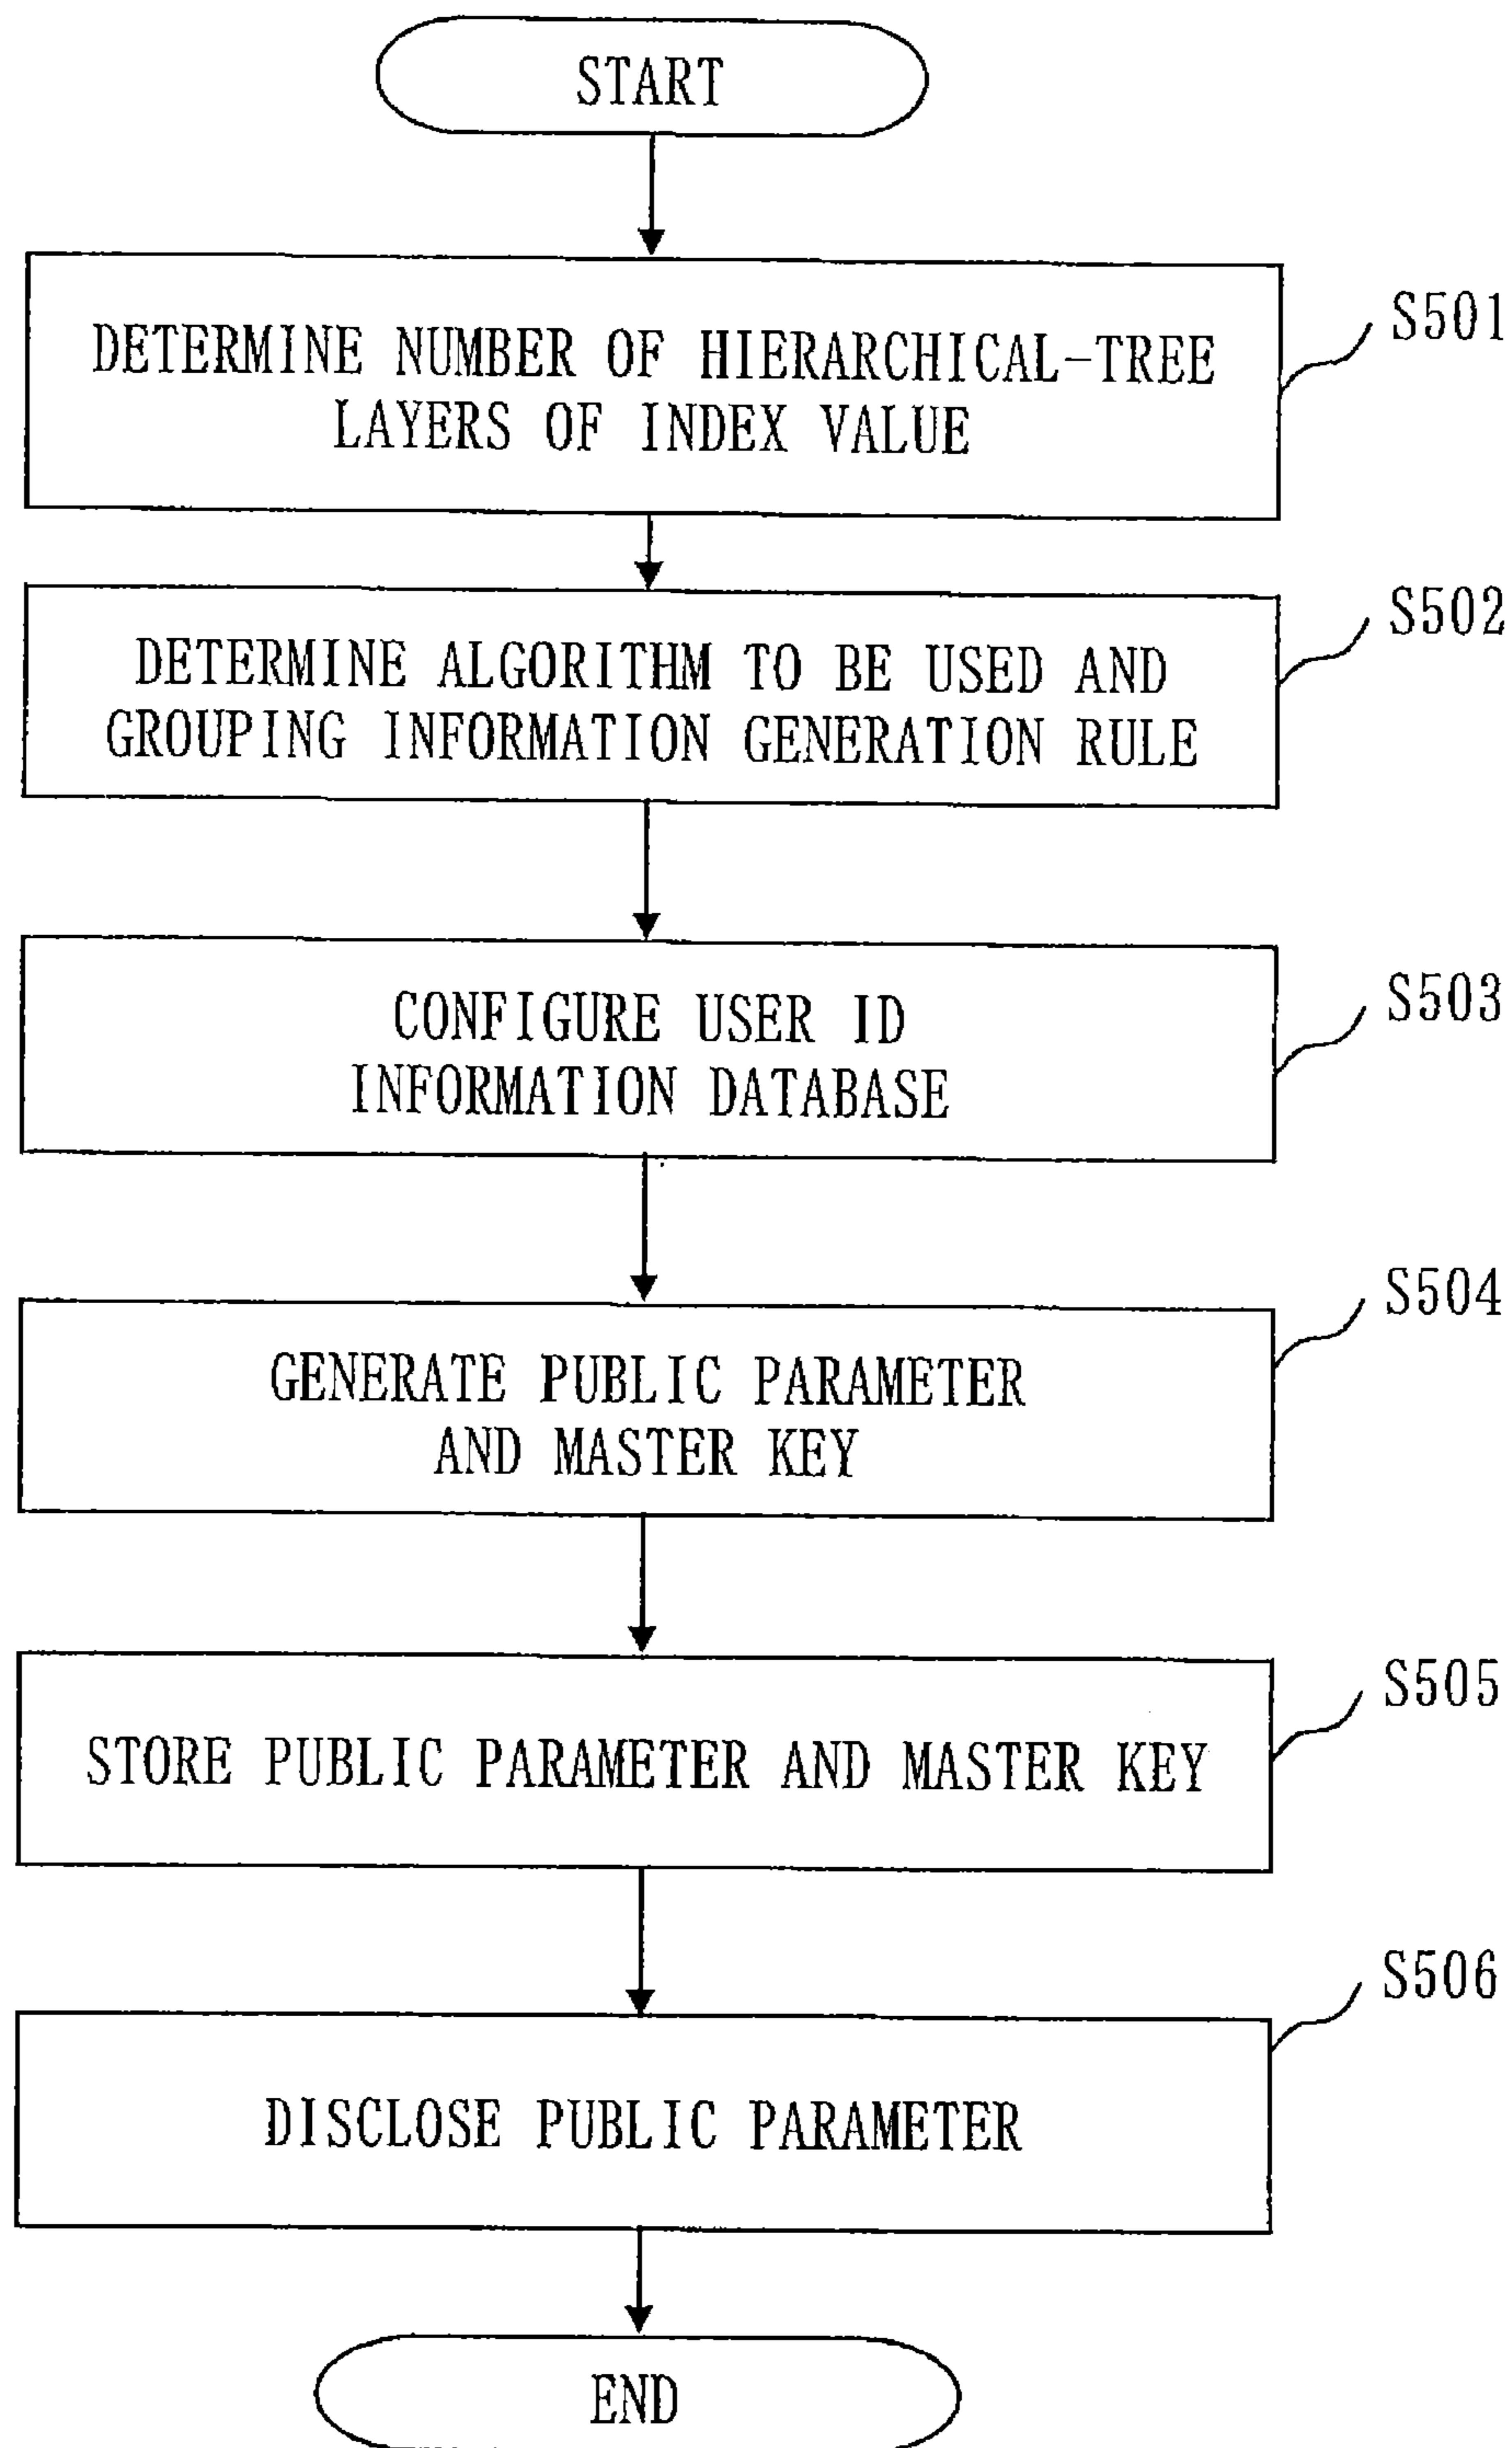 START
DETERMINE NUMBER OF HIERARCHICAL-TREE
LAYERS OF INDEX VALUE
S501
DETERMINE ALGORITHM TO BE USED AND
GROUPING INFORMATION GENERATION RULE
S502
CONFIGURE USER ID
INFORMATION DATABASE
S503
GENERATE PUBLIC PARAMETER
AND MASTER KEY
S504
STORE PUBLIC PARAMETER AND MASTER KEY
S505
DISCLOSE PUBLIC PARAMETER
S506
END